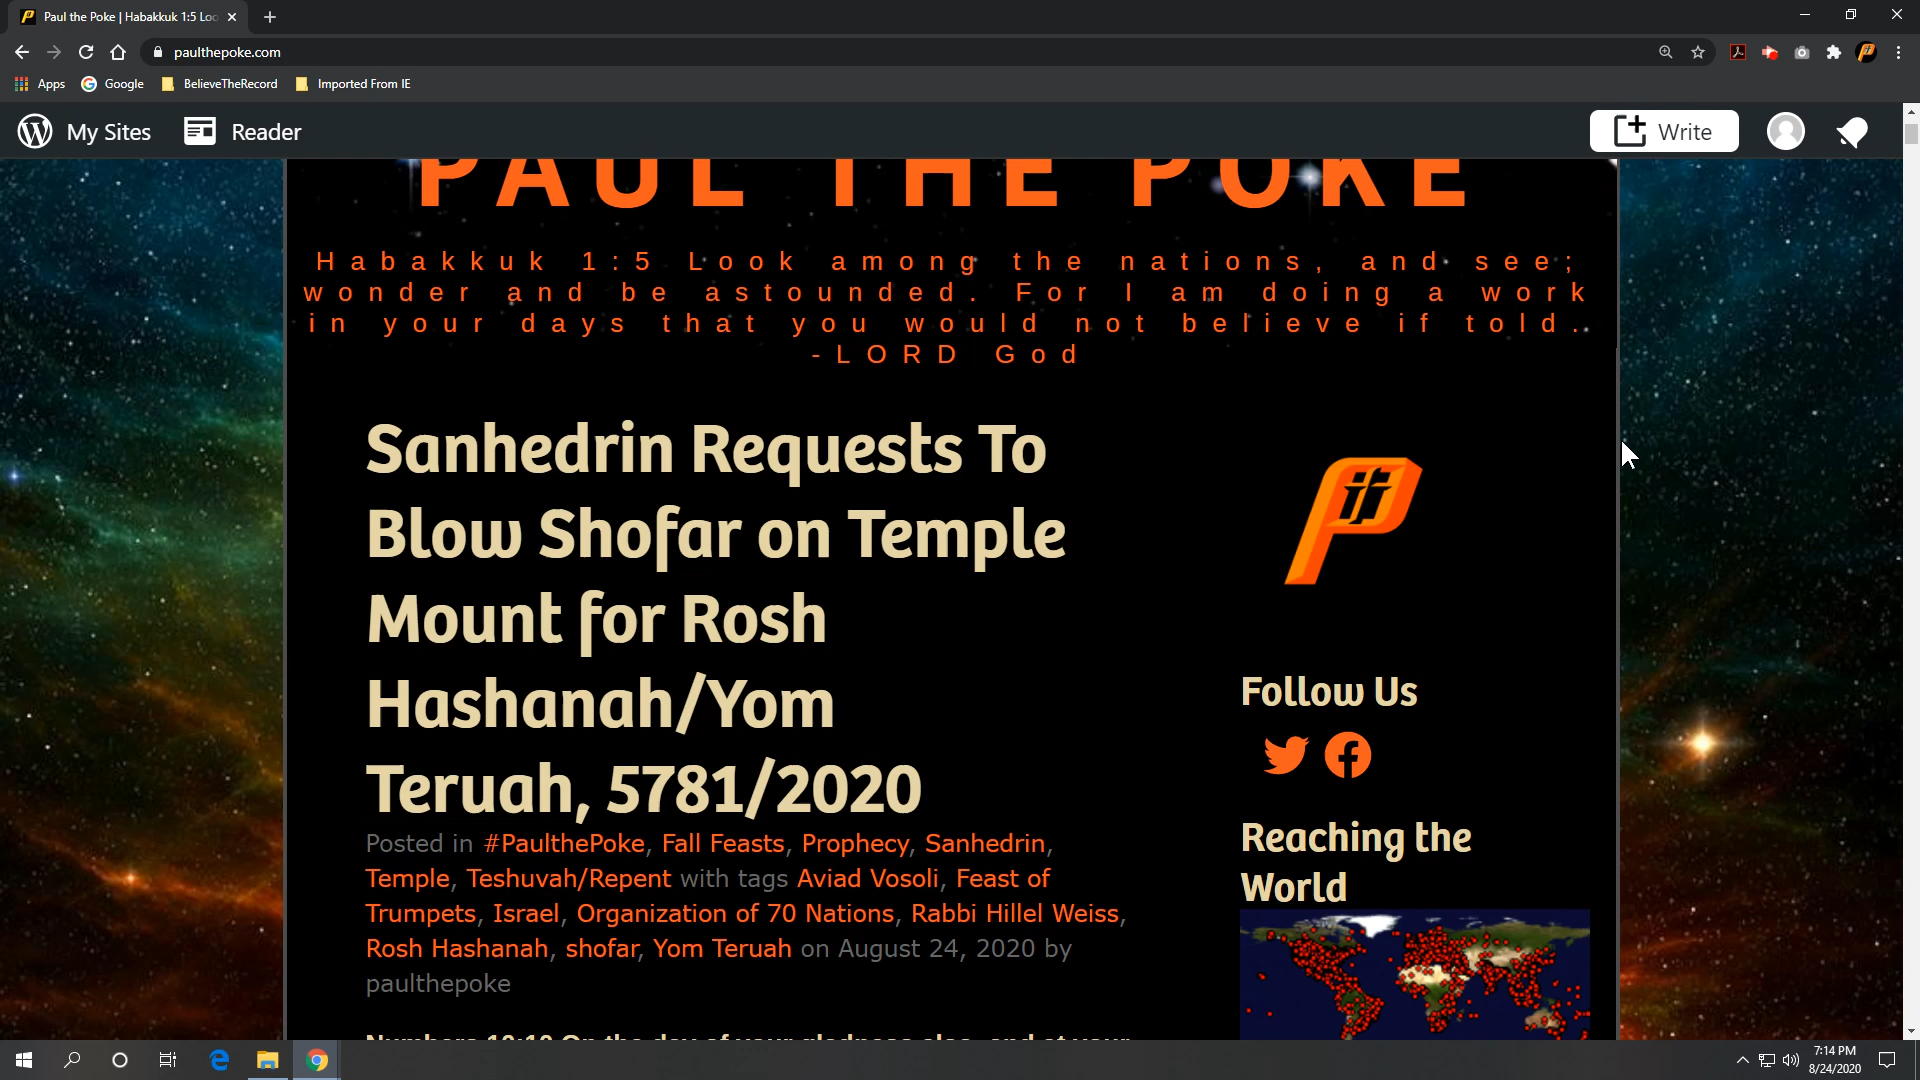 Paul the Poke | Habakkuk 1:5 Loo
paulthepoke.com
Apps Google BelieveTheRecord Imported From IE
My Sites Reader Write
PAUL THE POKE
Habakkuk 1:5 Look among the nations, and see;
wonder and be astounded. For I am doing a work
in your days that you would not believe if told..
-LORD God
Sanhedrin Requests To
Blow Shofar on Temple
Mount for Rosh
Hashanah/Yom
Teruah, 5781/2020
Posted in #PaulthePoke, Fall Feasts, Prophecy, Sanhedrin,
Temple, Teshuvah/Repent with tags Aviad Vosoli, Feast of
Trumpets, Israel, Organization of 70 Nations, Rabbi Hillel Weiss,
Rosh Hashanah, shofar, Yom Teruah on August 24, 2020 by
paulthepoke
Follow Us
Reaching the
World
7:14 PM
8/24/2020